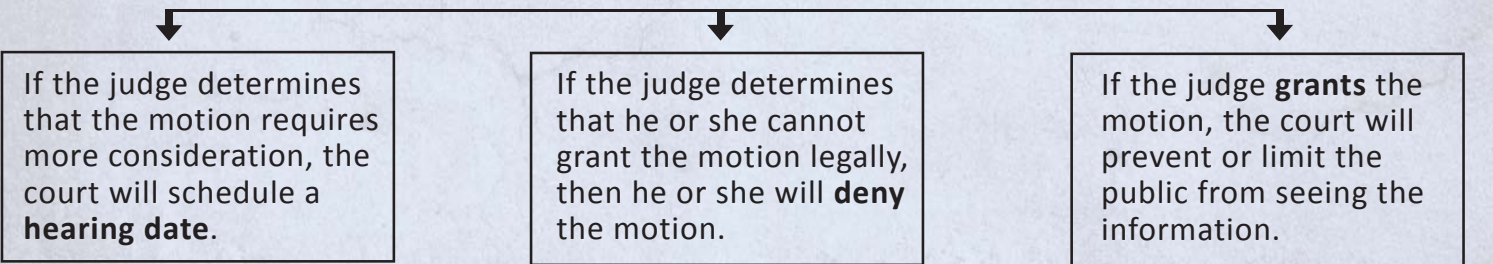 If the judge determines
that the motion requires
more consideration, the
court will schedule a
hearing date.
If the judge determines
that he or she cannot
grant the motion legally,
then he or she will deny
the motion.
If the judge grants the
motion, the court will
prevent or limit the
public from seeing the
information.